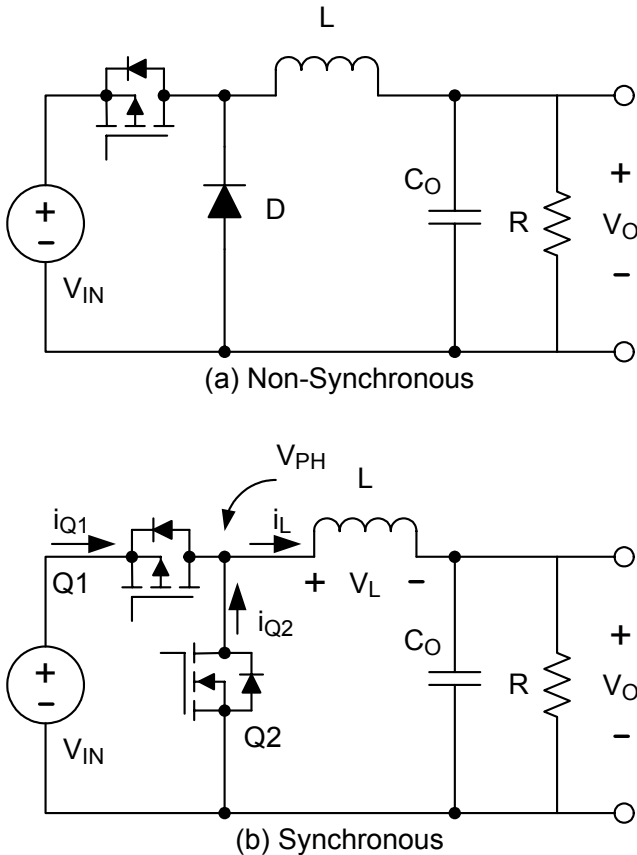 L
+
-
V_IN
D
C_O
R
+
V_O
-
(a) Non-Synchronous
V_PH
L
i_Q1
i_L
Q1
+ V_L -
i_Q2
C_O
+
-
V_IN
Q2
R
+
V_O
-
(b) Synchronous